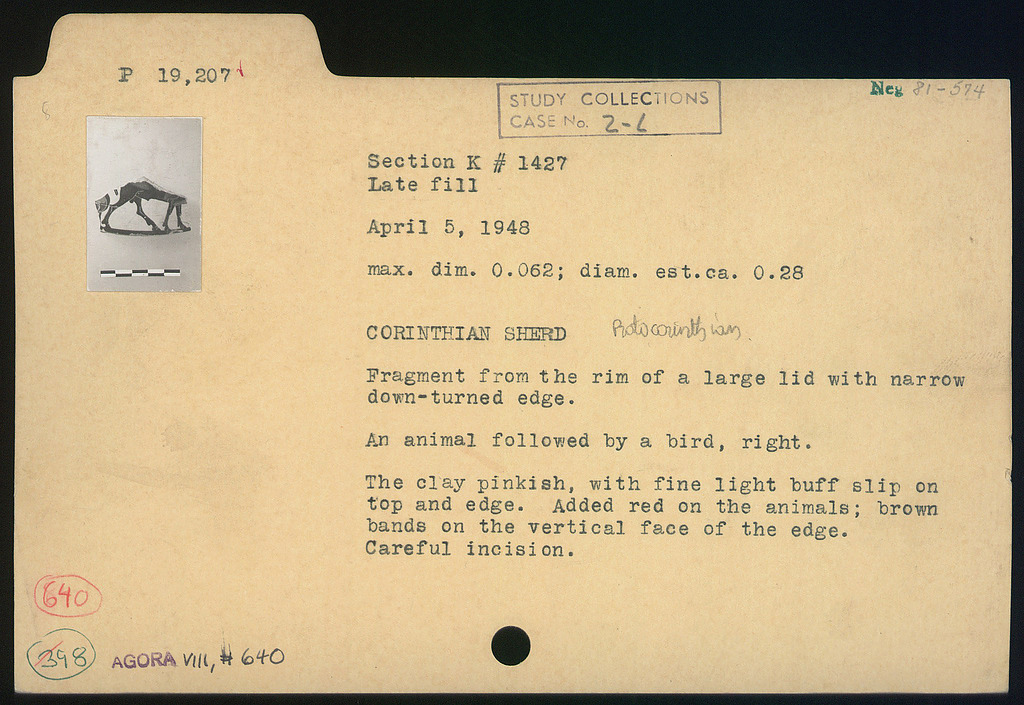 P 19,207
Neg 81-574
8
STUDY COLLECTIONS
CASE No. 2-6
Section K # 1427
Late fill
April 5, 1948
max. dim. 0.062; diam. est.ca. 0.28
CORINTHIAN SHERD Protocorinthian.
Fragment from the rim of a large lid with narrow
down-turned edge.
An animal followed by a bird, right.
The clay pinkish, with fine light buff slip on
top and edge. Added red on the animals; brown
bands on the vertical face of the edge.
Careful incision.
640
398
AGORA VIII, # 640